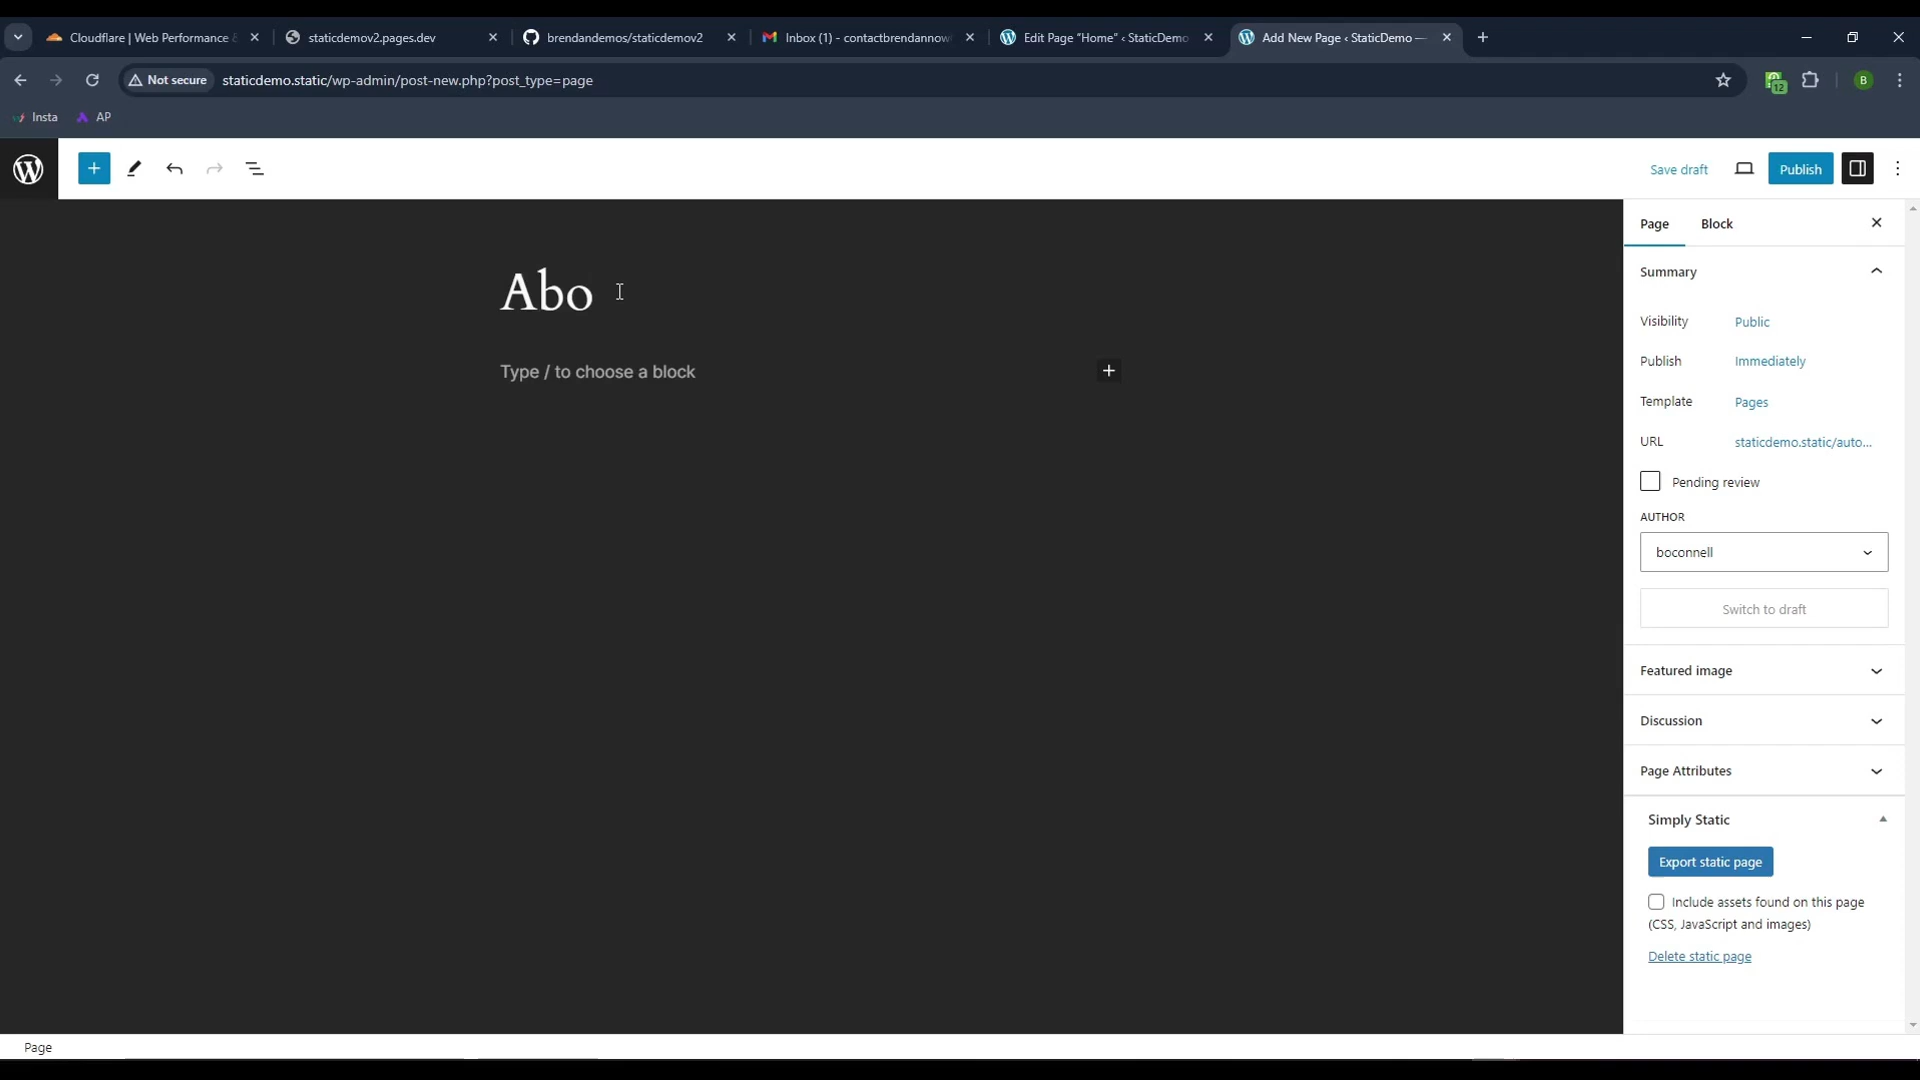 Cloudflare | Web Performance &
staticdemov2.pages.dev
brendandemos/staticdemov2
Inbox (1) - contactbrendannow
Edit Page "Home" ‹ StaticDemo
Add New Page ‹ StaticDemo —
Not secure
staticdemo.static/wp-admin/post-new.php?post_type=page
12
B
Insta
AP
Save draft
Publish
Page
Block
Abo
Type / to choose a block
Summary
Visibility
Public
Publish
Immediately
Template
Pages
URL
staticdemo.static/auto...
Pending review
AUTHOR
boconnell
Switch to draft
Featured image
Discussion
Page Attributes
Simply Static
Export static page
Include assets found on this page
(CSS, JavaScript and images)
Delete static page
Page